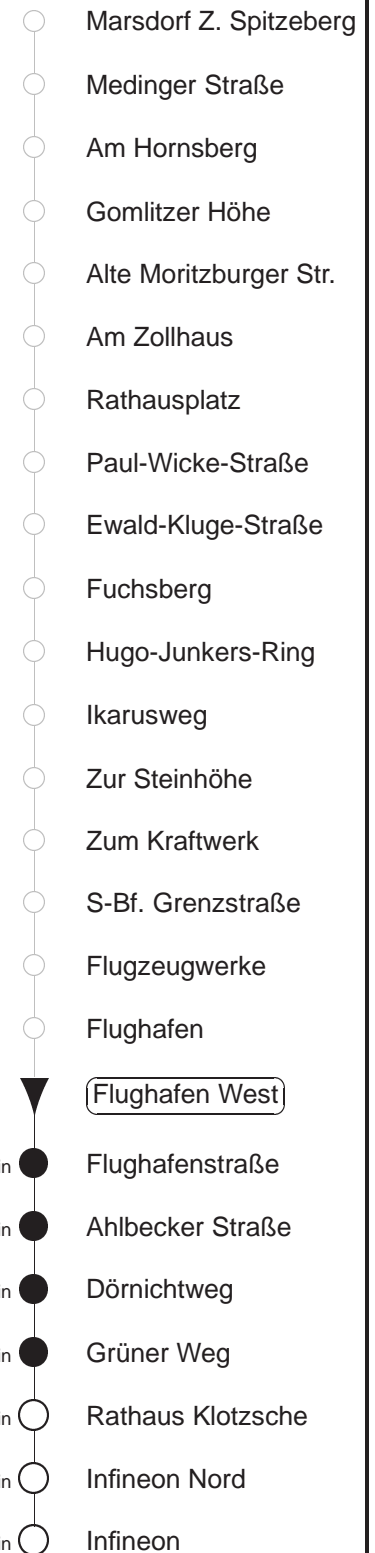 Marsdorf Z. Spitzeberg
Medinger Straße
Am Hornsberg
Gomlitzer Höhe
Alte Moritzburger Str.
Am Zollhaus
Rathausplatz
Paul-Wicke-Straße
Ewald-Kluge-Straße
Fuchsberg
Hugo-Junkers-Ring
Ikarusweg
Zur Steinhöhe
Zum Kraftwerk
S-Bf. Grenzstraße
Flugzeugwerke
Flughafen
Flughafen West
Flughafenstraße
Ahlbecker Straße
Dörnichtweg
Grüner Weg
Rathaus Klotzsche
Infineon Nord
Infineon